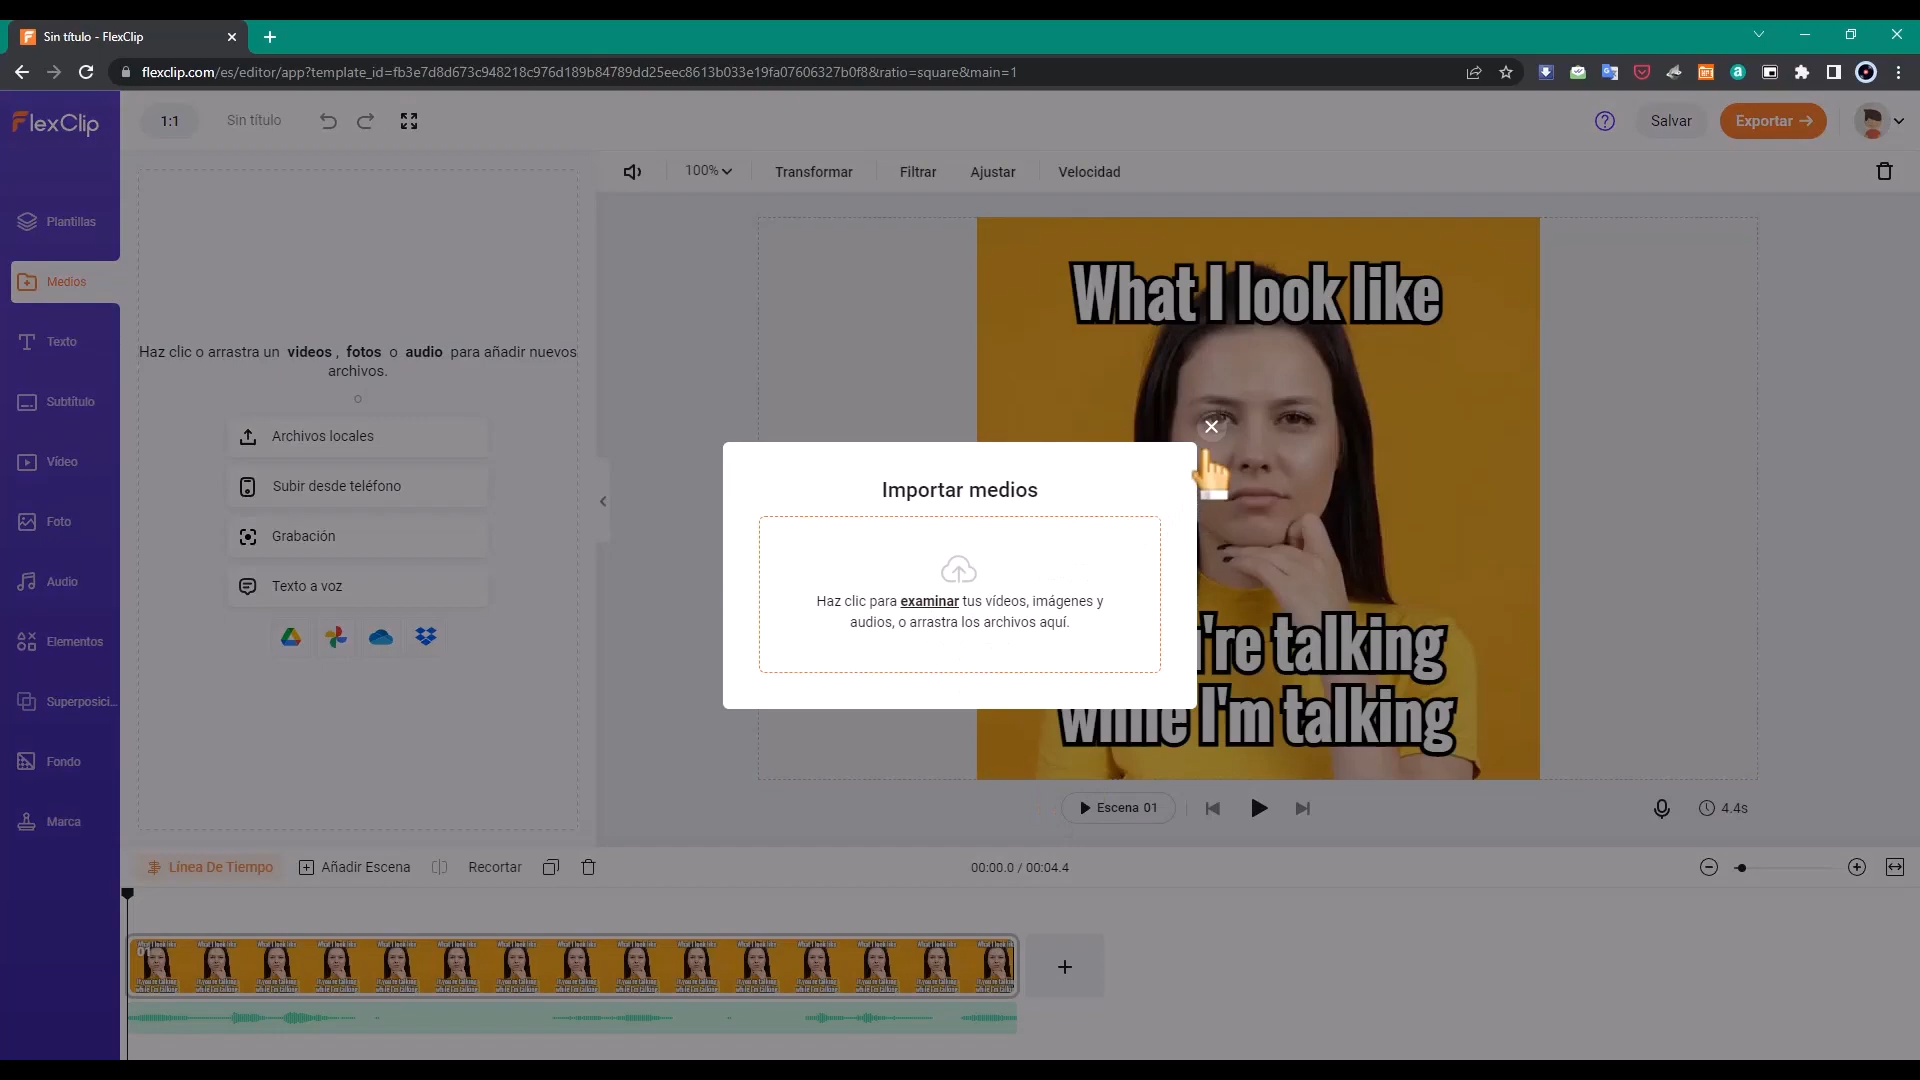 Sin título - FlexClip
flexclip.com/es/editor/app?template_id=fb3e7d8d673c948218c976d189b84789dd25eec8613b033e19fa07606327b0f8&ratio=square&main=1
FlexClip
1:1
Sin título
Salvar
Exportar
100%
Transformar
Filtrar
Ajustar
Velocidad
Plantillas
Medios
Texto
Subtítulo
Vídeo
Foto
Audio
Elementos
Superposici...
Fondo
Marca
Haz clic o arrastra un videos, fotos o audio para añadir nuevos
archivos.
o
Archivos locales
Subir desde teléfono
Grabación
Texto a voz
What I look like
're talking
while I'm talking
Importar medios
Haz clic para examinar tus vídeos, imágenes y
audios, o arrastra los archivos aquí.
Escena 01
4.4s
Línea De Tiempo
Añadir Escena
Recortar
00:00.0 / 00:04.4
01